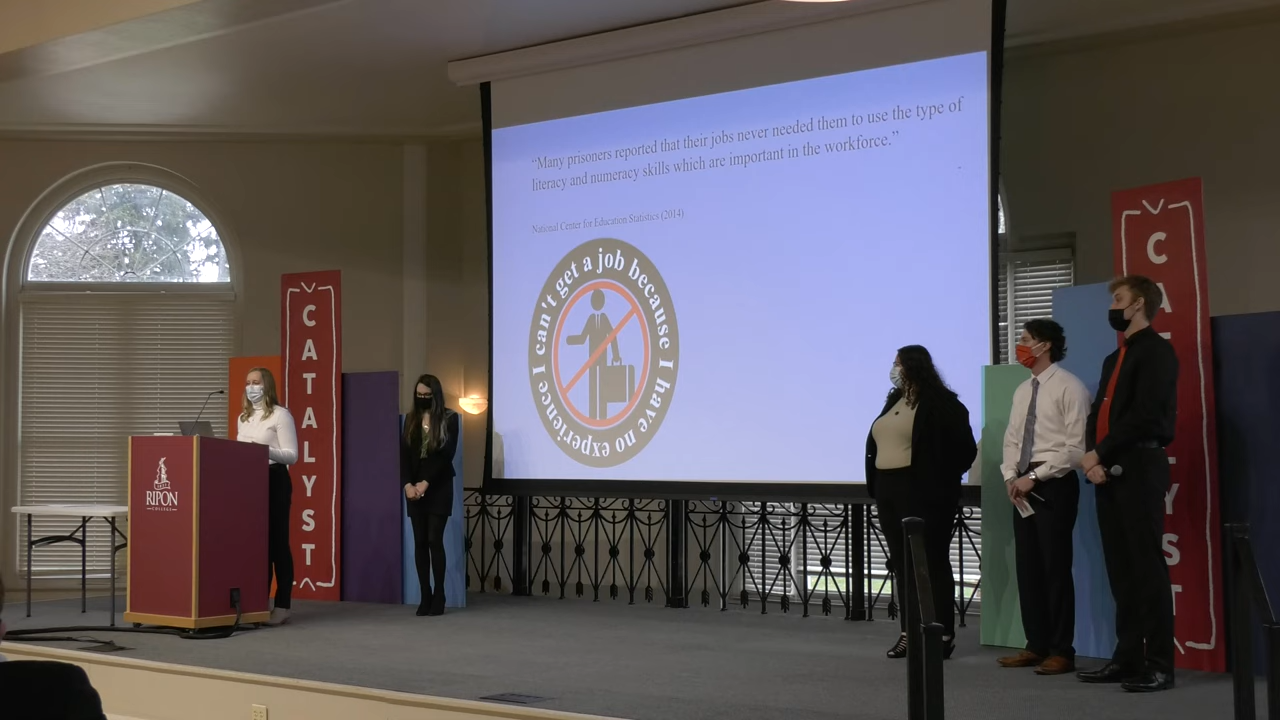 “Many prisoners reported that their jobs never needed them to use the type of
literacy and numeracy skills which are important in the workforce.”
National Center for Education Statistics (2014)
I can't get a job because I have no experience
CATALYST
RIPON
COLLEGE
CATALYST